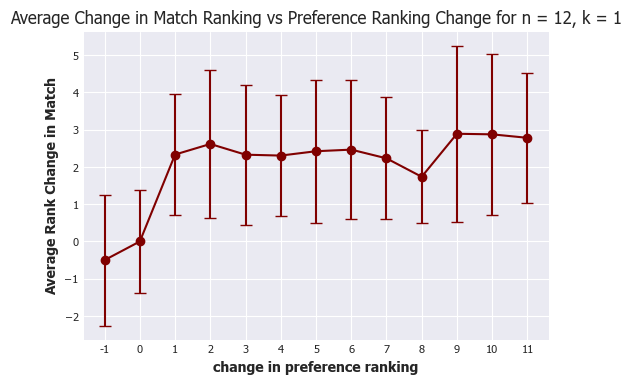 Average Change in Match Ranking vs Preference Ranking Change for n = 12, k = 1
Average Rank Change in Match
5
4
3
2
1
0
−1
−2
-1 0 1 2 3 4 5 6 7 8 9 10 11
change in preference ranking